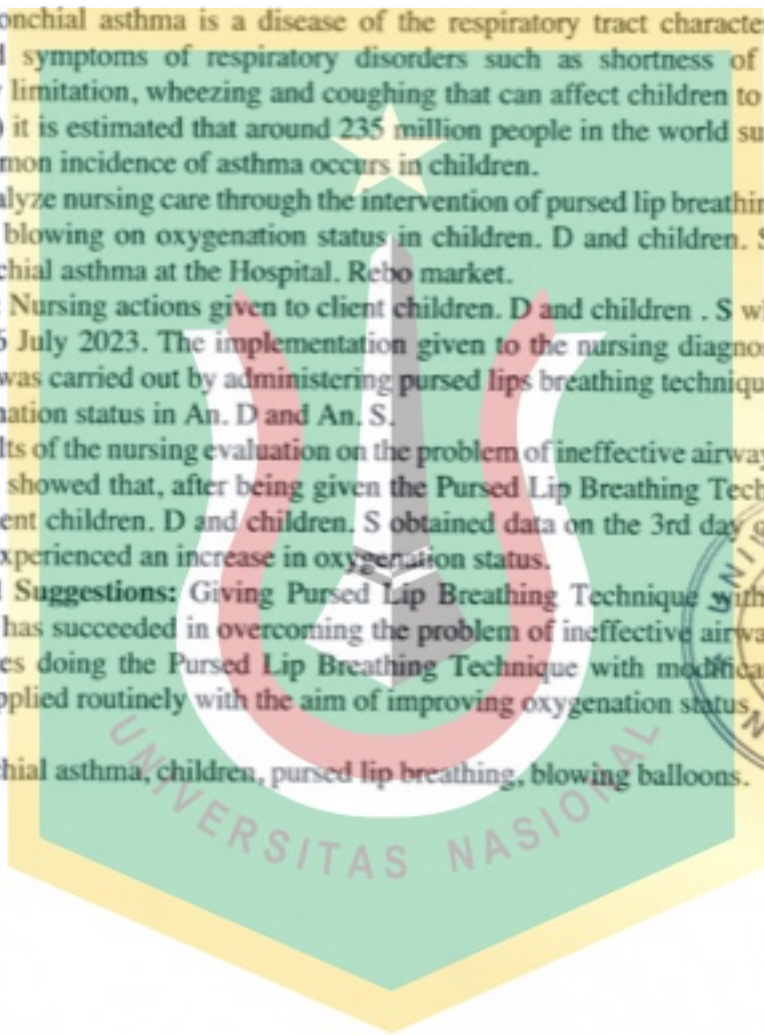 onchial asthma is a disease of the respiratory tract character
symptoms of respiratory disorders such as shortness of
limitation, wheezing and coughing that can affect children to
) it is estimated that around 235 million people in the world su
mon incidence of asthma occurs in children.
alyze nursing care through the intervention of pursed lip breathin
blowing on oxygenation status in children. D and children. S
chial asthma at the Hospital. Rebo market.
: Nursing actions given to client children. D and children . S wi
6 July 2023. The implementation given to the nursing diagno
was carried out by administering pursed lips breathing techniqu
nation status in An. D and An. S.
lts of the nursing evaluation on the problem of ineffective airway
showed that, after being given the Pursed Lip Breathing Tech
ent children. D and children. S obtained data on the 3rd day o
xperienced an increase in oxygenation status.
Suggestions: Giving Pursed Lip Breathing Technique with
has succeeded in overcoming the problem of ineffective airwa
es doing the Pursed Lip Breathing Technique with modifica
pplied routinely with the aim of improving oxygenation status.
chial asthma, children, pursed lip breathing, blowing balloons.
UNIVERSITAS NASIONAL